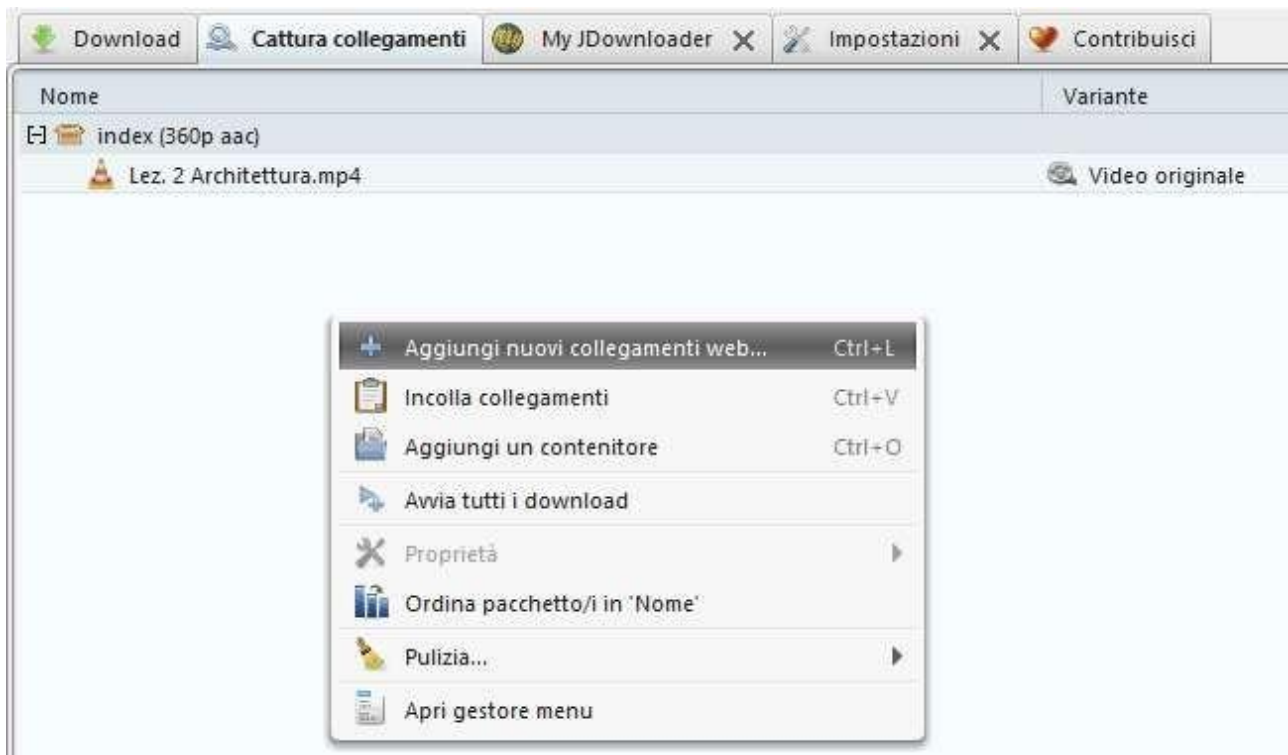 Download Cattura collegamenti My JDownloader Impostazioni Contribuisci
Nome Variante
index (360p aac)
Lez. 2 Architettura.mp4 Video originale
Aggiungi nuovi collegamenti web... Ctrl+L
Incolla collegamenti Ctrl+V
Aggiungi un contenitore Ctrl+O
Avvia tutti i download
Proprietà
Ordina pacchetto/i in 'Nome'
Pulizia...
Apri gestore menu